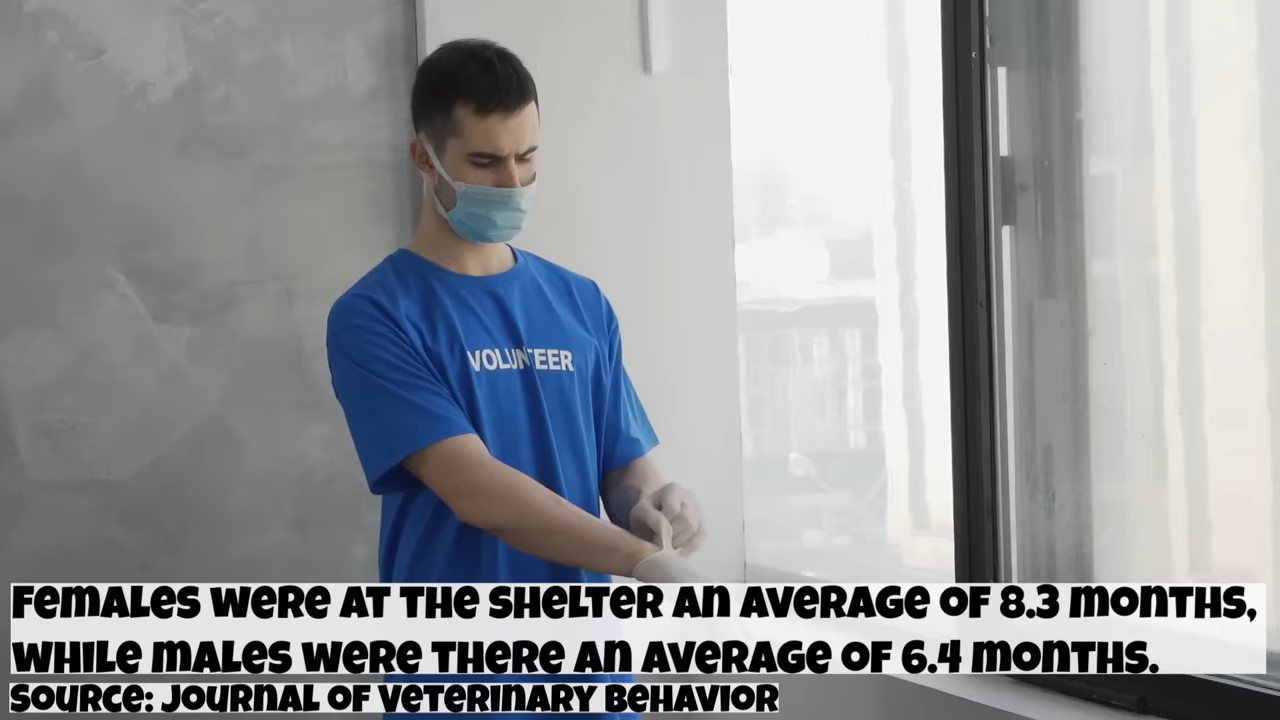 VOLUNTEER
Females were at the shelter an average of 8.3 months,
while males were there an average of 6.4 months.
Source: Journal of Veterinary Behavior